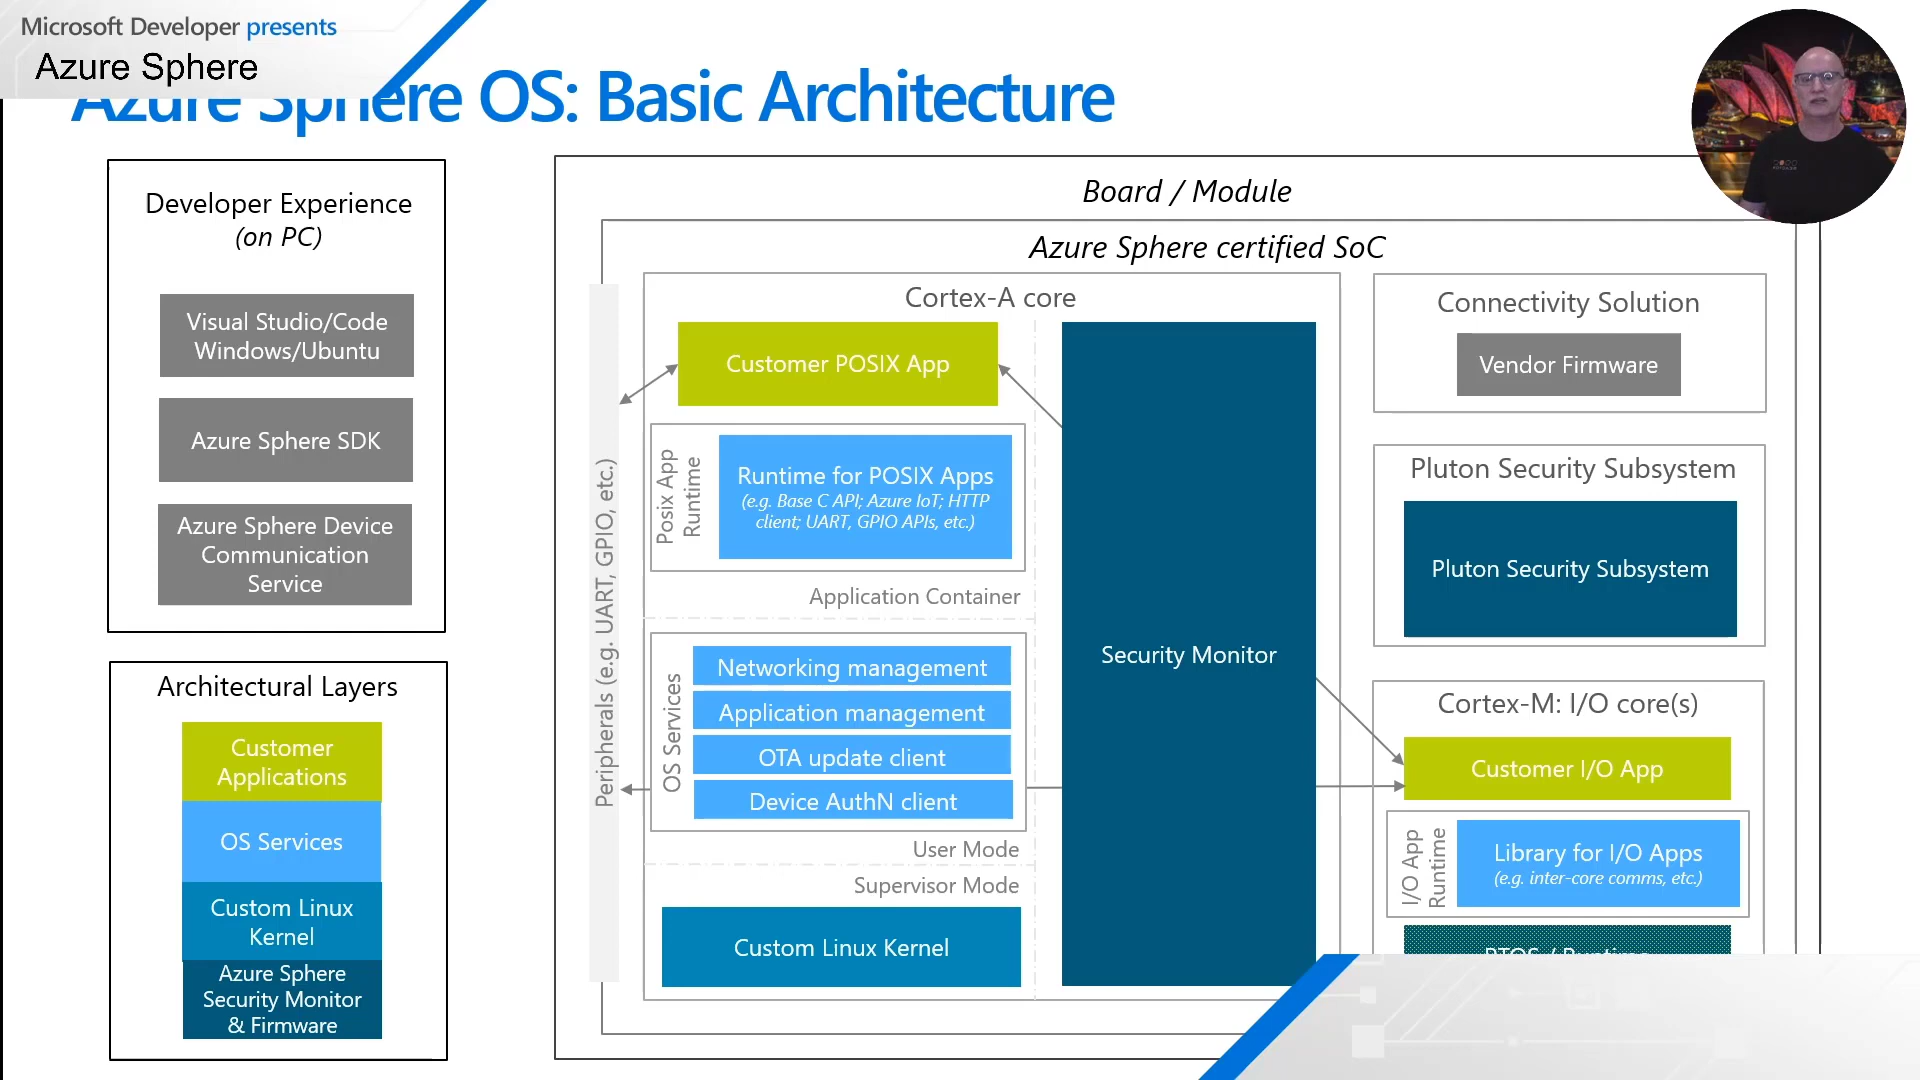 Microsoft Developer presents
Azure Sphere
Azure Sphere OS: Basic Architecture
Developer Experience
(on PC)
Visual Studio/Code
Windows/Ubuntu
Azure Sphere SDK
Azure Sphere Device
Communication
Service
Architectural Layers
Customer
Applications
OS Services
Custom Linux
Kernel
Azure Sphere
Security Monitor
& Firmware
Board / Module
Azure Sphere certified SoC
Peripherals (e.g. UART, GPIO, etc.)
Cortex-A core
Customer POSIX App
Posix App
Runtime
Runtime for POSIX Apps
(e.g. Base C API; Azure IoT; HTTP
client; UART, GPIO APIs, etc.)
Application Container
OS Services
Networking management
Application management
OTA update client
Device AuthN client
User Mode
Supervisor Mode
Custom Linux Kernel
Security Monitor
Connectivity Solution
Vendor Firmware
Pluton Security Subsystem
Pluton Security Subsystem
Cortex-M: I/O core(s)
Customer I/O App
I/O App
Runtime
Library for I/O Apps
(e.g. inter-core comms, etc.)
RTOS / Runtime